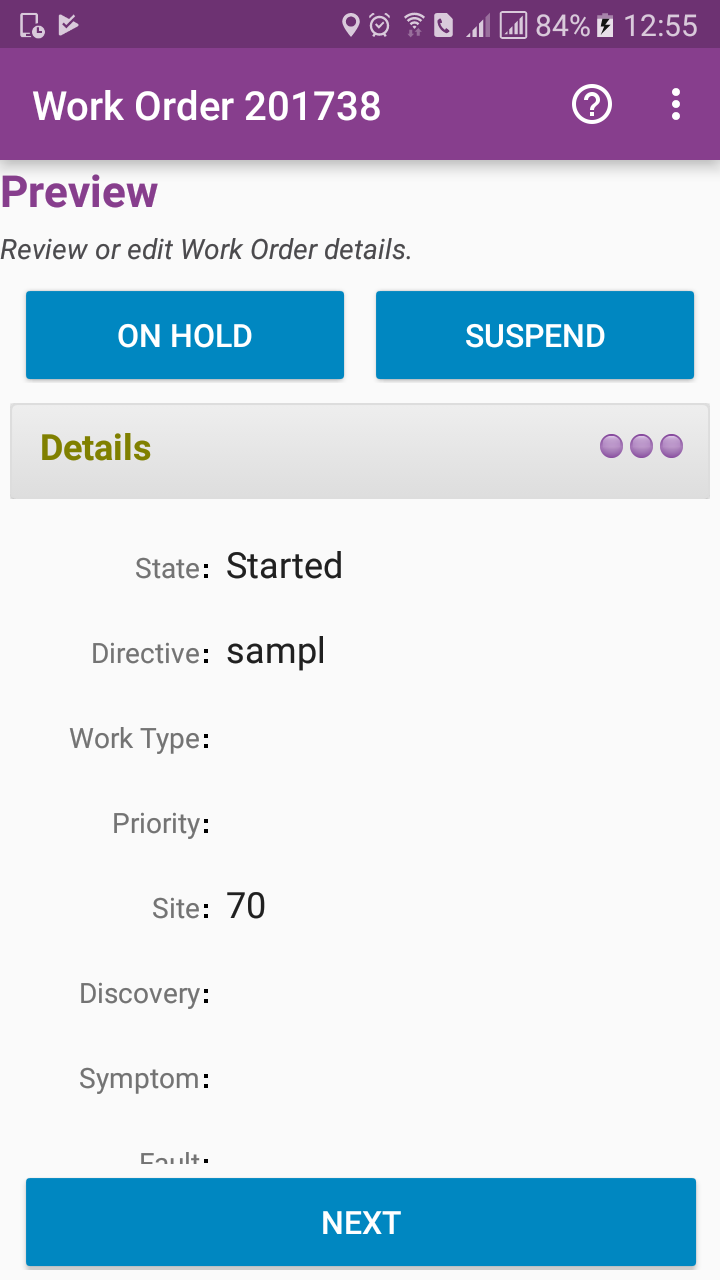 84% 12:55
Work Order 201738
Preview
Review or edit Work Order details.
ON HOLD SUSPEND
Details
State: Started
Directive: sampl
Work Type:
Priority:
Site: 70
Discovery:
Symptom:
Fault:
NEXT